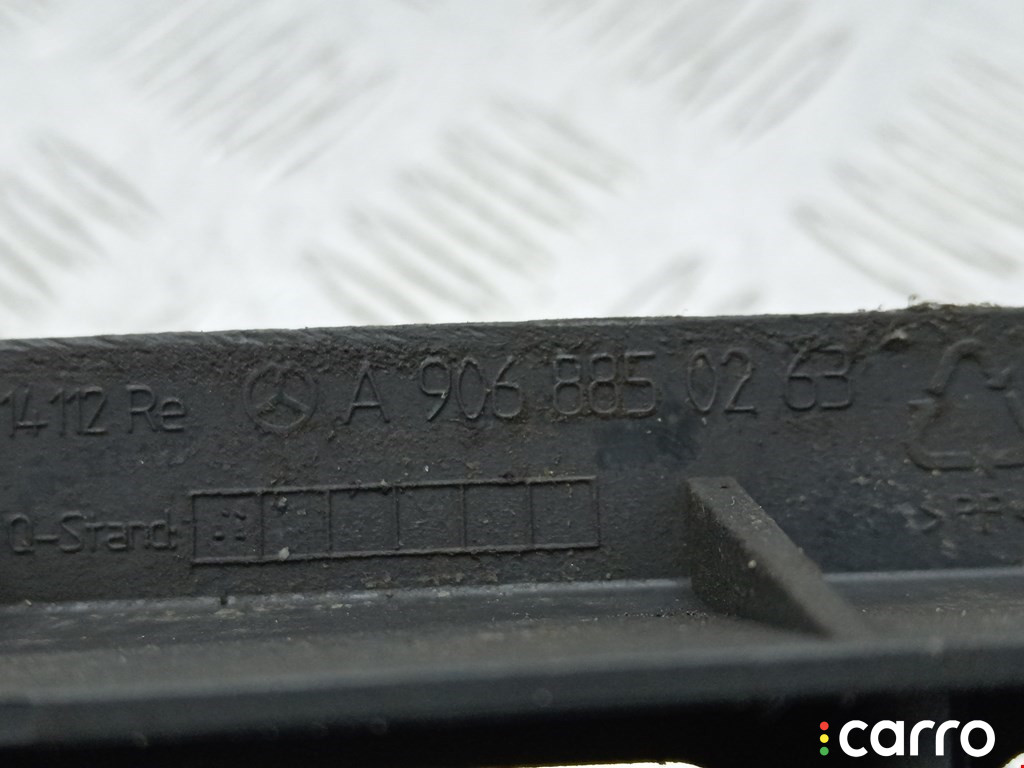 14112 Re A 906 885 02 63
Q-Stand:
carro